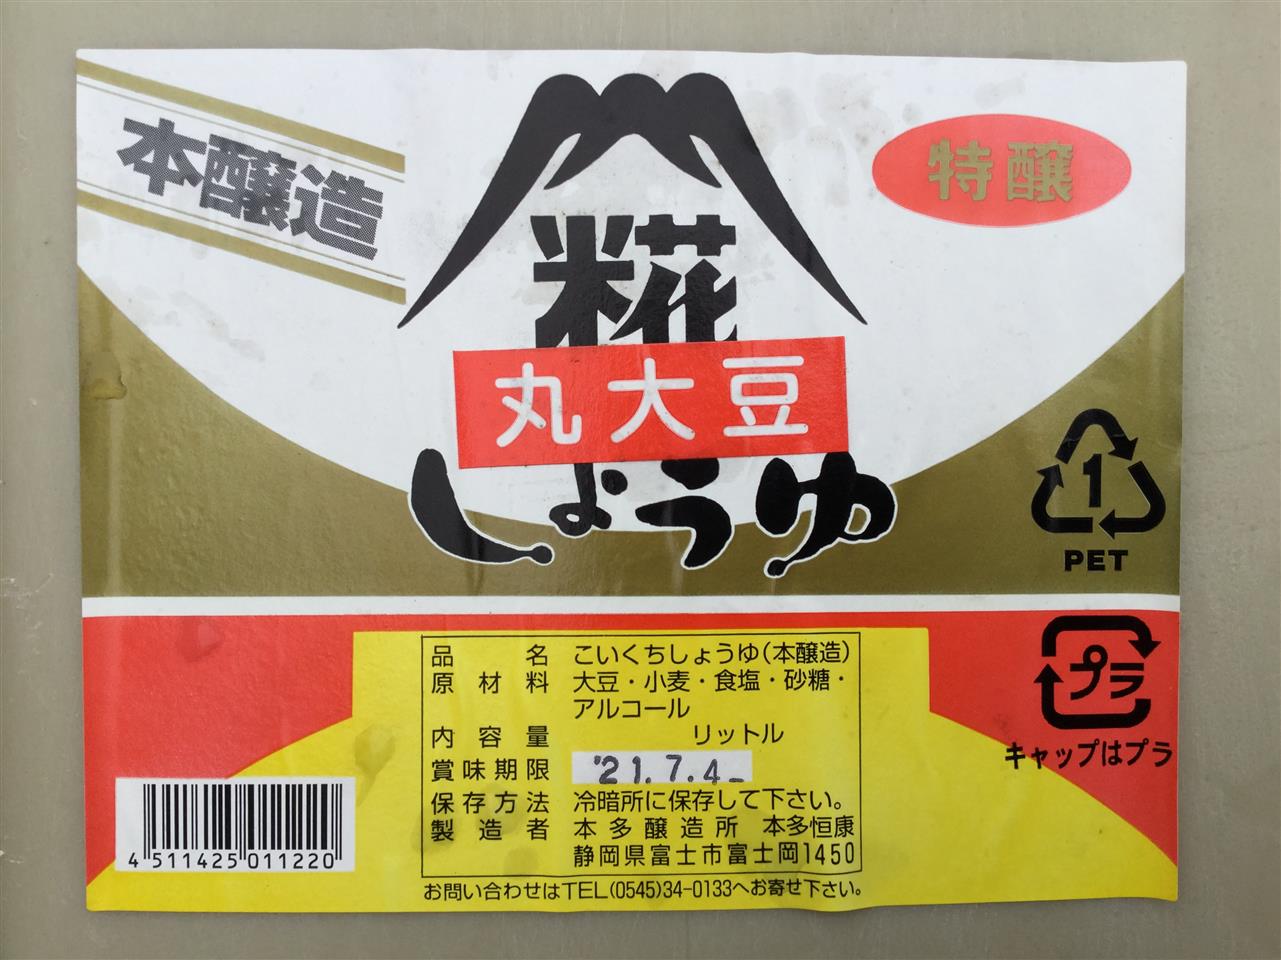 本醸造
特醸
糀
丸大豆
しょうゆ
1
PET
プラ
キャップはプラ
品名 こいくちしょうゆ(本醸造)
原材料 大豆・小麦・食塩・砂糖・
アルコール
内容量 リットル
賞味期限 '21.7.4
保存方法 冷暗所に保存して下さい。
製造者 本多醸造所 本多恒康
静岡県富士市富士岡1450
お問い合わせはTEL(0545)34-0133へお寄せ下さい。
4 511425 011220